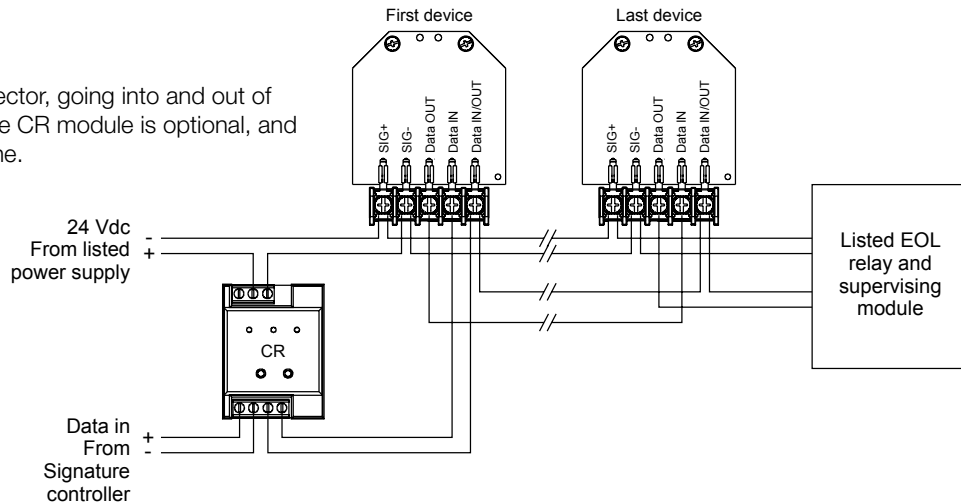 First device
Last device
ector, going into and out of
e CR module is optional, and
ne.
SIG+
SIG-
Data OUT
Data IN
Data IN/OUT
SIG+
SIG-
Data OUT
Data IN
Data IN/OUT
24 Vdc -
From listed +
power supply
Listed EOL
relay and
supervising
module
CR
Data in +
From -
Signature
controller